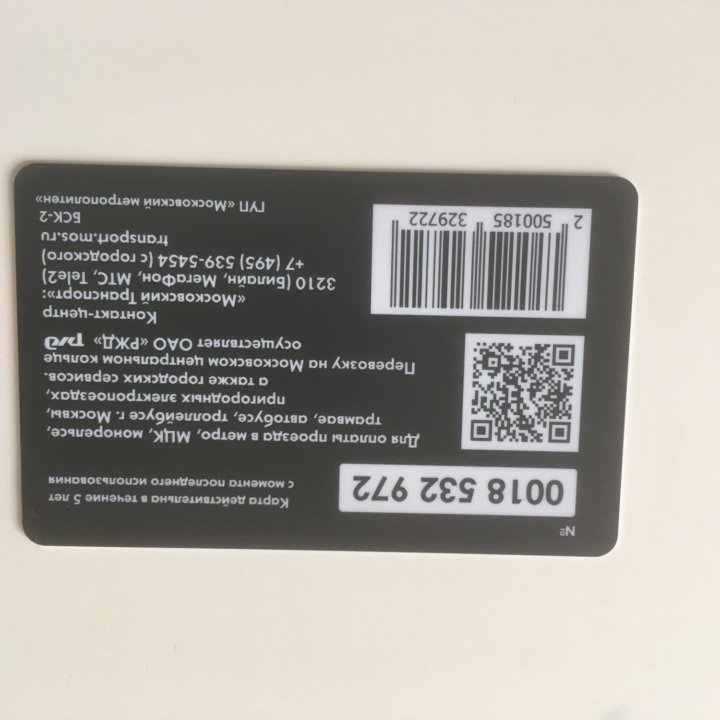 №
0018 532 972
Карта действительна в течение 5 лет
с момента последнего использования
Для оплаты проезда в метро, МЦК, монорельсе,
трамвае, автобусе, троллейбусе г. Москвы,
пригородных электропоездах,
а также городских сервисов.
Перевозку на Московском центральном кольце
осуществляет ОАО «РЖД» РЖД
Контакт-центр
«Московский Транспорт»:
3210 (Билайн, МегаФон, МТС, Tele2)
+7 (495) 539-5454 (с городского)
transport.mos.ru
БСК-2
ГУП «Московский метрополитен»
2 500185 329722